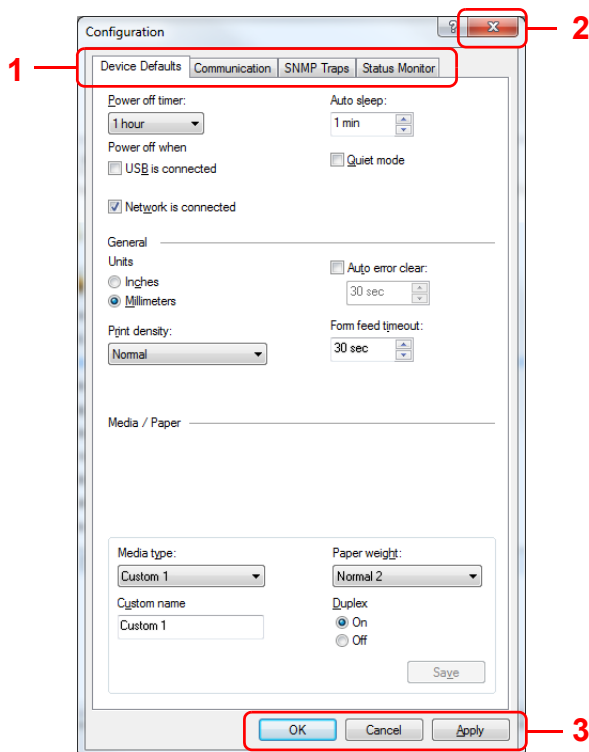 Configuration
?
X
2
1
Device Defaults Communication SNMP Traps Status Monitor
Power off timer:
Auto sleep:
1 hour
1 min
Power off when
USB is connected
Quiet mode
Network is connected
General
Units
Auto error clear:
Inches
30 sec
Millimeters
Print density:
Form feed timeout:
Normal
30 sec
Media / Paper
Media type:
Paper weight:
Custom 1
Normal 2
Custom name
Duplex
Custom 1
On
Off
Save
OK Cancel Apply
3